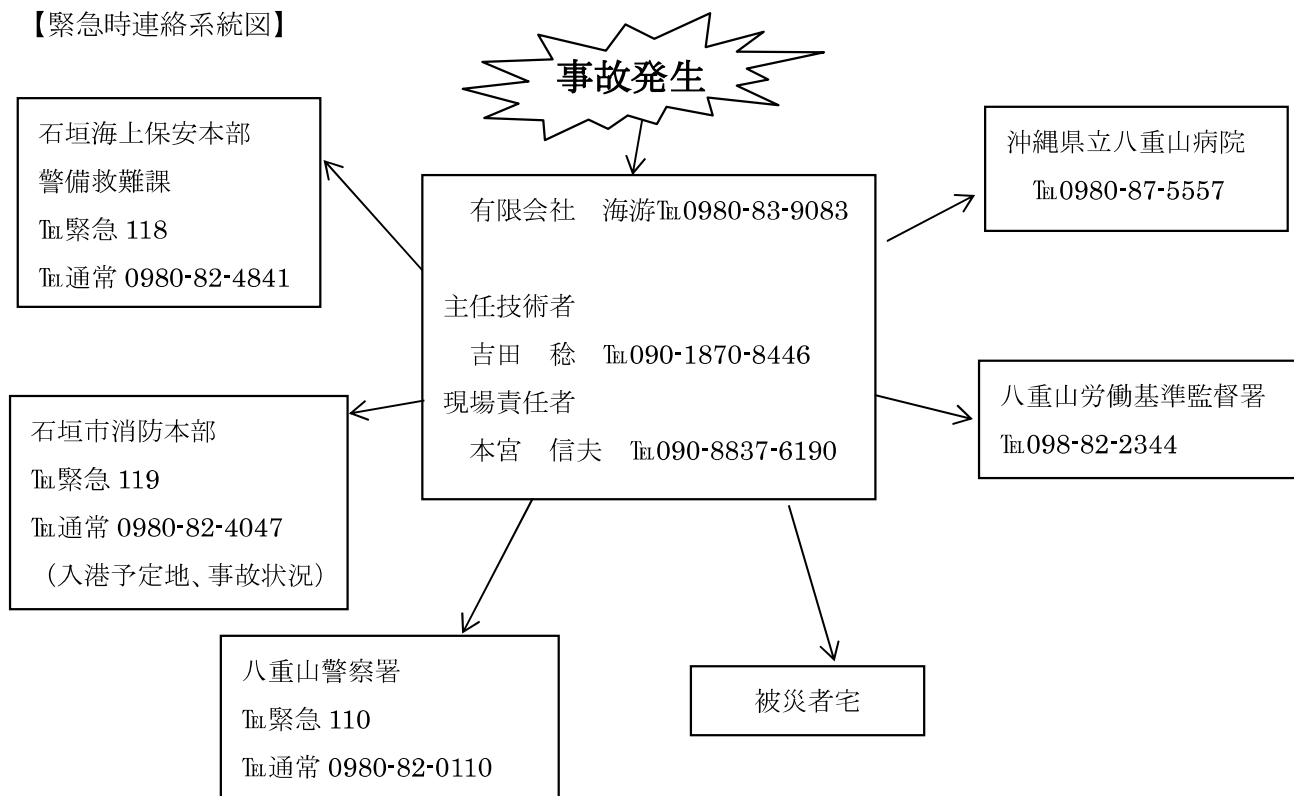 【緊急時連絡系統図】
事故発生
石垣海上保安本部
警備救難課
℡緊急 118
℡通常 0980-82-4841
沖縄県立八重山病院
℡0980-87-5557
有限会社　海游℡0980-83-9083
主任技術者
吉田　稔　℡090-1870-8446
現場責任者
本宮　信夫　℡090-8837-6190
石垣市消防本部
℡緊急 119
℡通常 0980-82-4047
（入港予定地、事故状況）
八重山労働基準監督署
℡098-82-2344
八重山警察署
℡緊急 110
℡通常 0980-82-0110
被災者宅